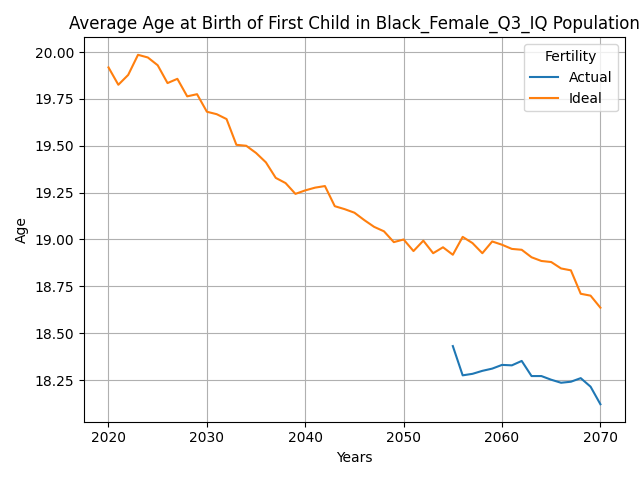 Average Age at Birth of First Child in Black_Female_Q3_IQ Population
Fertility
Actual
Ideal
20.00
19.75
19.50
19.25
19.00
18.75
18.50
18.25
Age
2020 2030 2040 2050 2060 2070
Years